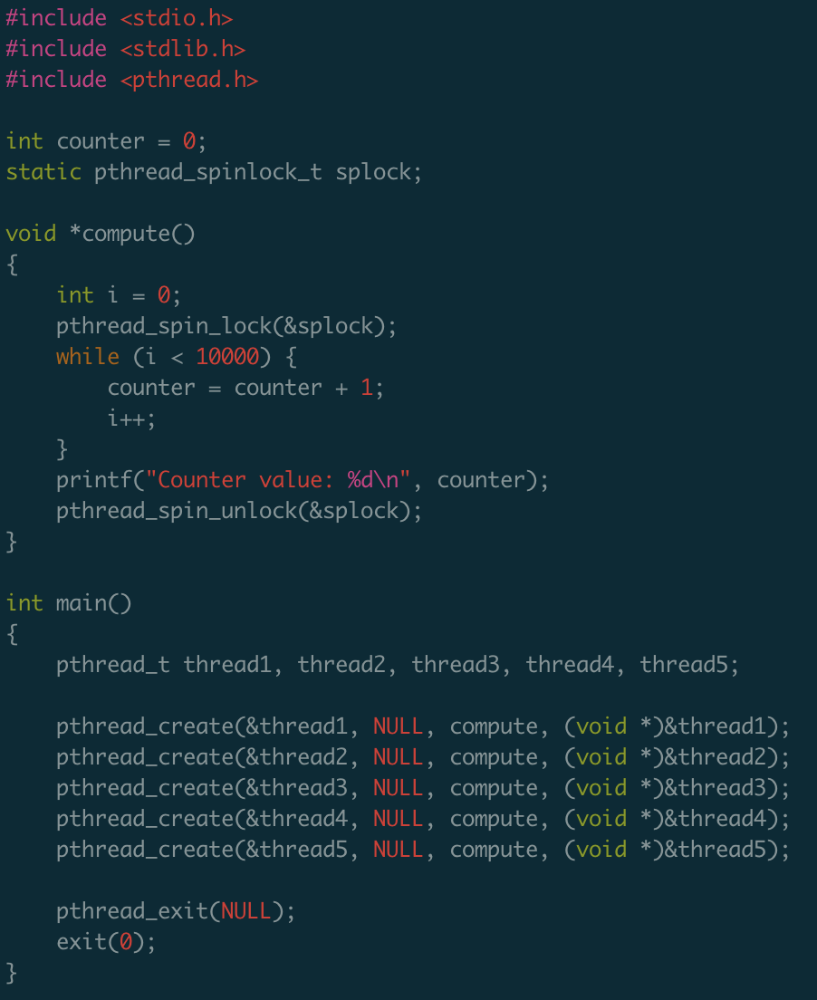 #include <stdio.h>
#include <stdlib.h>
#include <pthread.h>

int counter = 0;
static pthread_spinlock_t splock;

void *compute()
{
    int i = 0;
    pthread_spin_lock(&splock);
    while (i < 10000) {
        counter = counter + 1;
        i++;
    }
    printf("Counter value: %d\n", counter);
    pthread_spin_unlock(&splock);
}

int main()
{
    pthread_t thread1, thread2, thread3, thread4, thread5;

    pthread_create(&thread1, NULL, compute, (void *)&thread1);
    pthread_create(&thread2, NULL, compute, (void *)&thread2);
    pthread_create(&thread3, NULL, compute, (void *)&thread3);
    pthread_create(&thread4, NULL, compute, (void *)&thread4);
    pthread_create(&thread5, NULL, compute, (void *)&thread5);

    pthread_exit(NULL);
    exit(0);
}